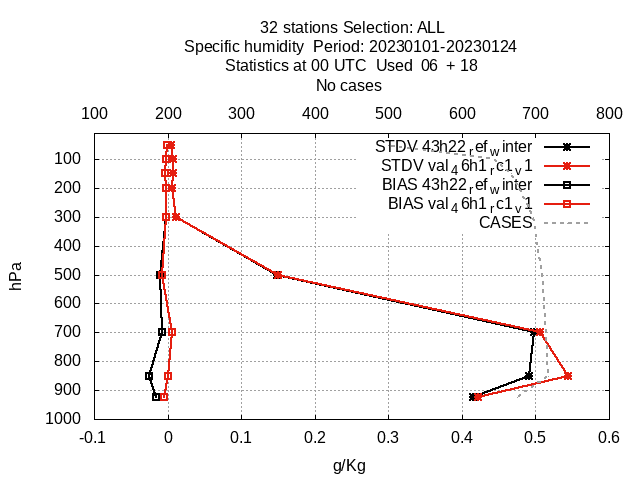 32 stations Selection: ALL
Specific humidity  Period: 20230101-20230124
Statistics at 00 UTC  Used  06  + 18
No cases
100 200 300 400 500 600 700 800
STDV 43h22_ref_winter
STDV val_46h1_rc1_v1
BIAS 43h22_ref_winter
BIAS val_46h1_rc1_v1
CASES
100
200
300
400
500
600
700
800
900
1000
hPa
-0.1 0 0.1 0.2 0.3 0.4 0.5 0.6
g/Kg